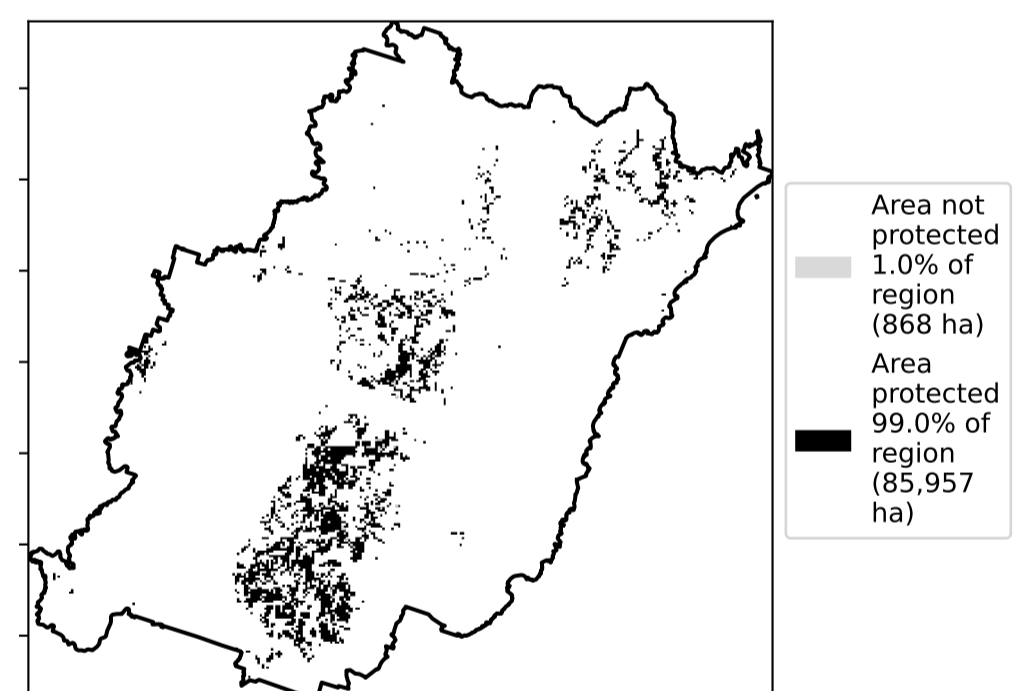 Area not
protected
1.0% of
region
(868 ha)
Area
protected
99.0% of
region
(85,957
ha)